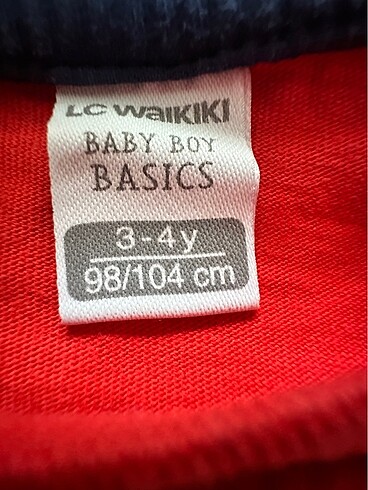 LC WAIKIKI
BABY BOY
BASICS
3-4y
98/104 cm